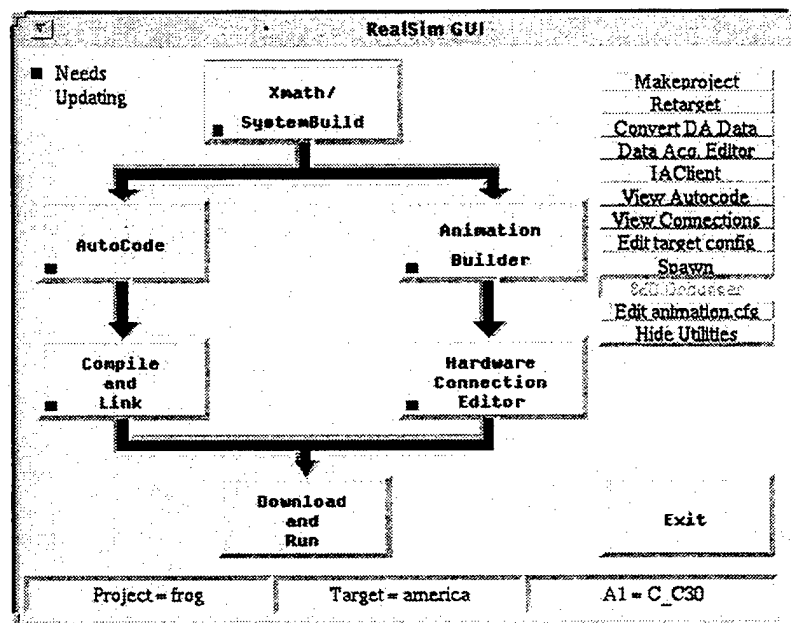 RealSim GUI
Needs
Updating
Xmath/
SystemBuild
AutoCode
Animation
Builder
Compile
and
Link
Hardware
Connection
Editor
Download
and
Run
Makeproject
Retarget
Convert DA Data
Data Acq. Editor
IAClient
View Autocode
View Connections
Edit target config
Spawn
Debugger
Edit animation.cfg
Hide Utilities
Exit
Project = frog
Target = america
A1 = C_C30